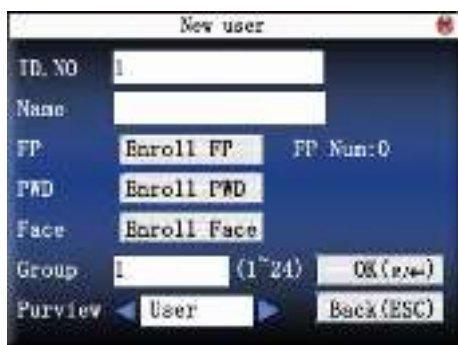 New user
ID.NO 1
Name
FP Enroll FP FP Num:0
PWD Enroll PWD
Face Enroll Face
Group 1 (1~24) OK
Purview User Back(ESC)